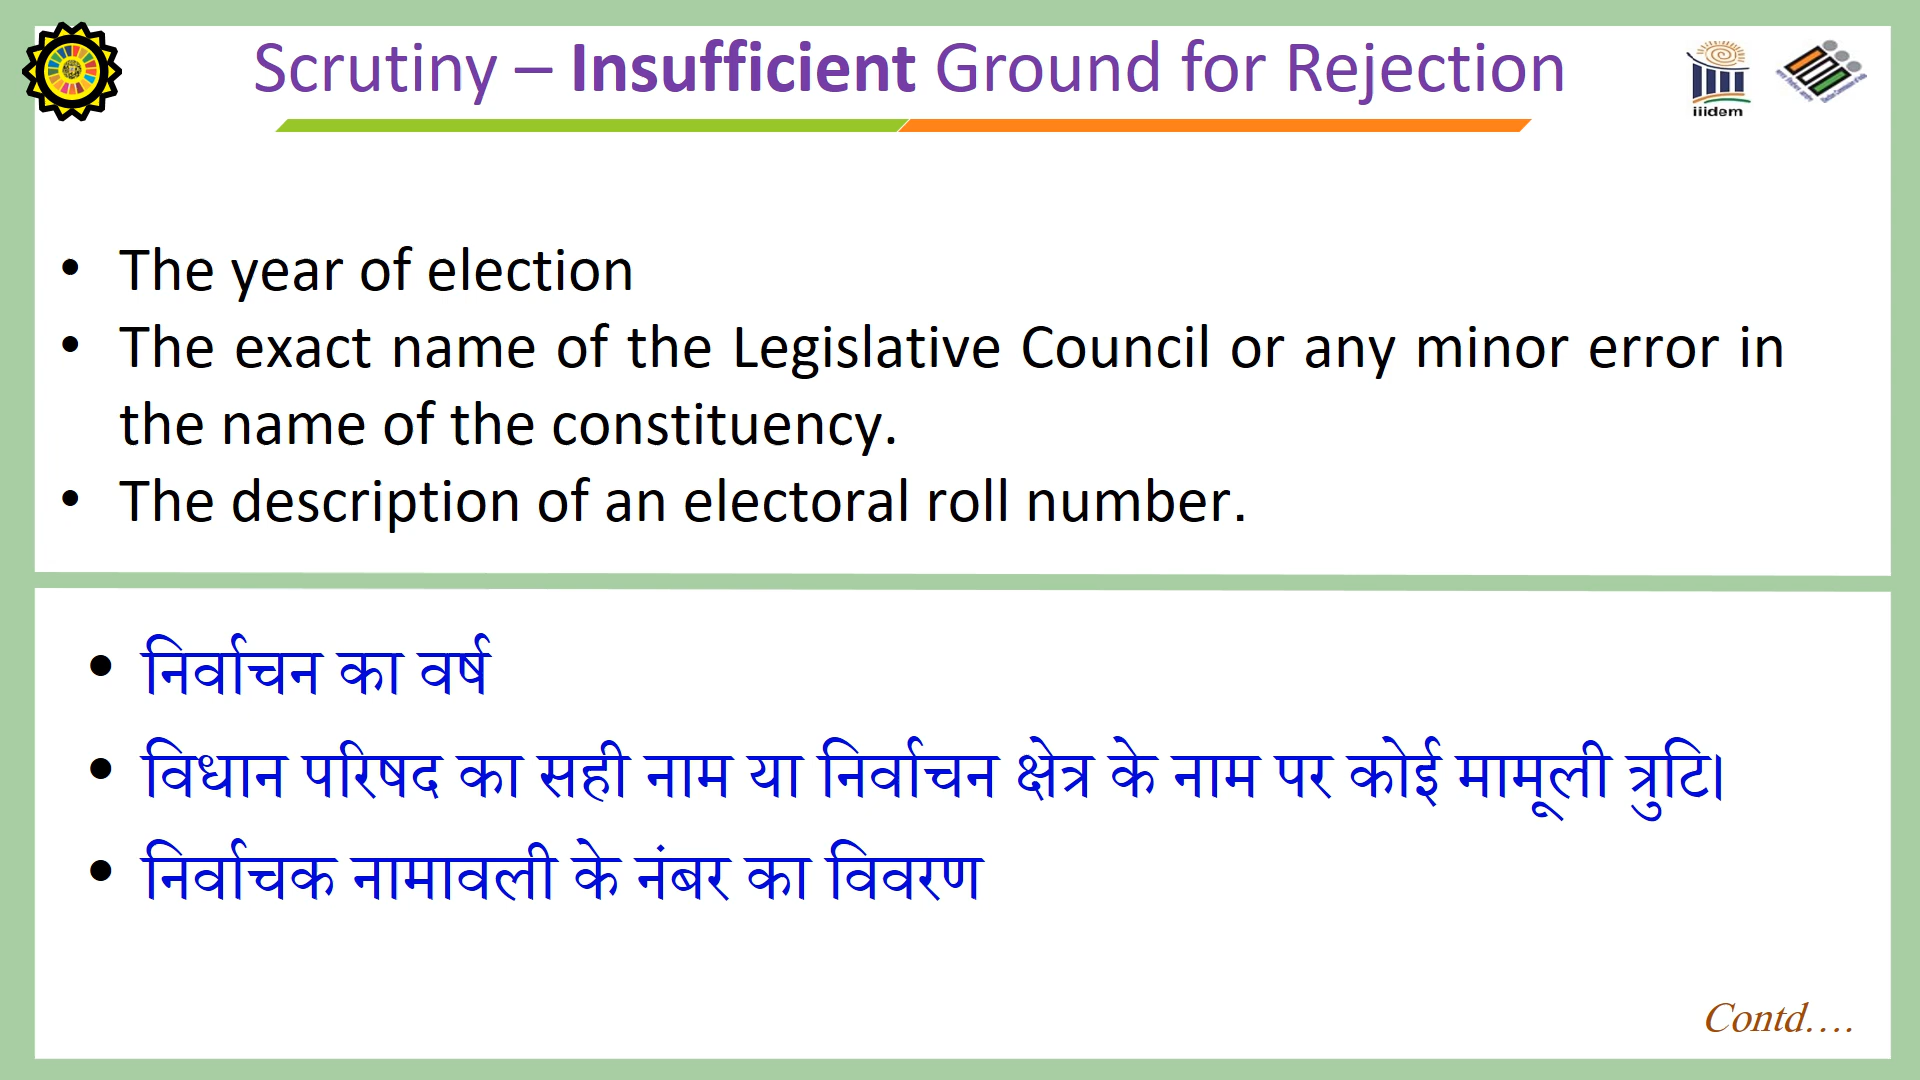 Scrutiny – Insufficient Ground for Rejection
iiidem
• The year of election
• The exact name of the Legislative Council or any minor error in
the name of the constituency.
• The description of an electoral roll number.
• निर्वाचन का वर्ष
• विधान परिषद का सही नाम या निर्वाचन क्षेत्र के नाम पर कोई मामूली त्रुटि।
• निर्वाचक नामावली के नंबर का विवरण
Contd....